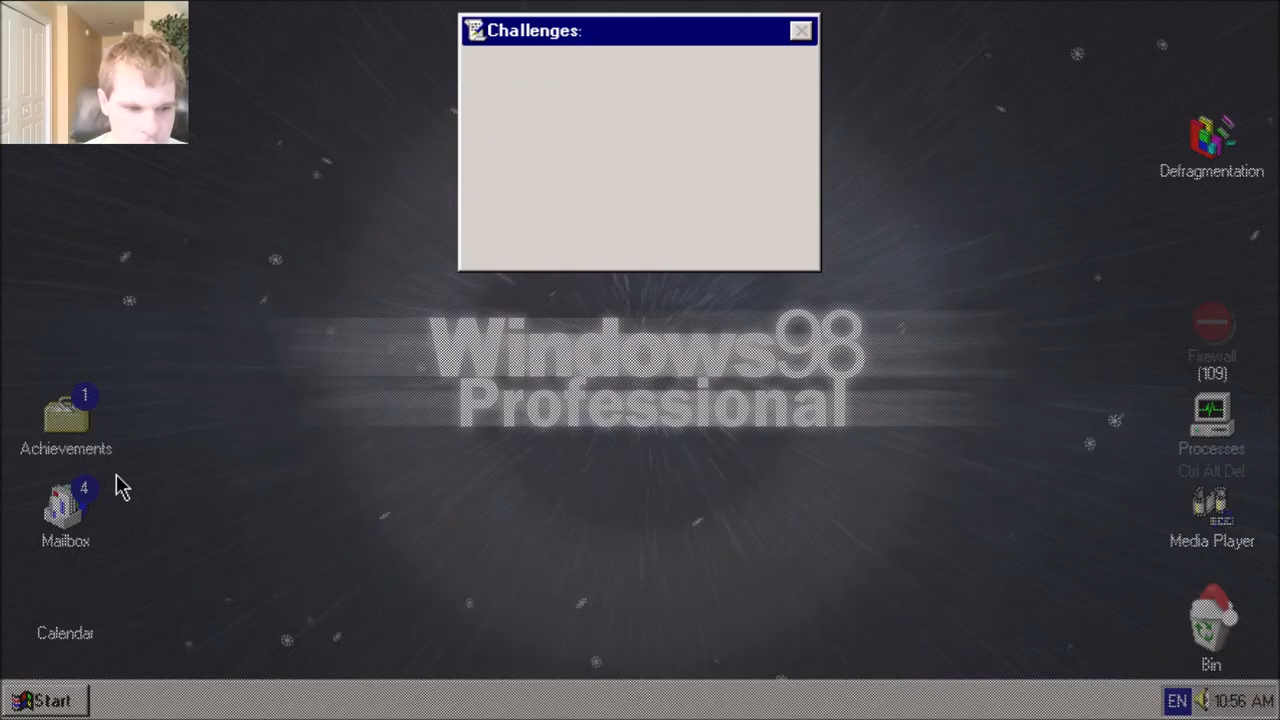 Challenges:
Defragmentation
Windows98
Professional
Firewall
(109)
1
Achievements
Processes
Ctrl Alt Del
4
Mailbox
Media Player
Calendar
Bin
Start
EN
10:56 AM